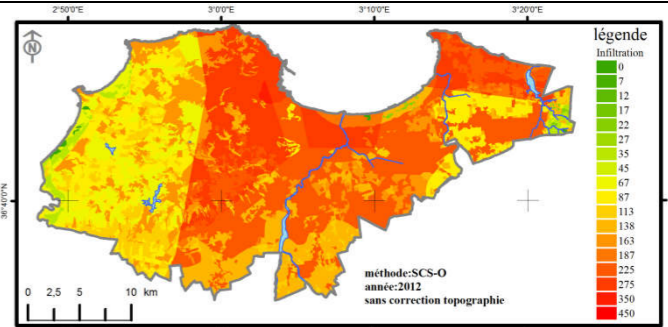 2°50'0"E 3°0'0"E 3°10'0"E 3°20'0"E
légende
N
Infiltration
0
7
12
17
22
27
35
45
67
87
113
138
163
187
225
275
350
450
36°40'0"N
méthode:SCS-O
année:2012
sans correction topographie
0 2,5 5 10 km